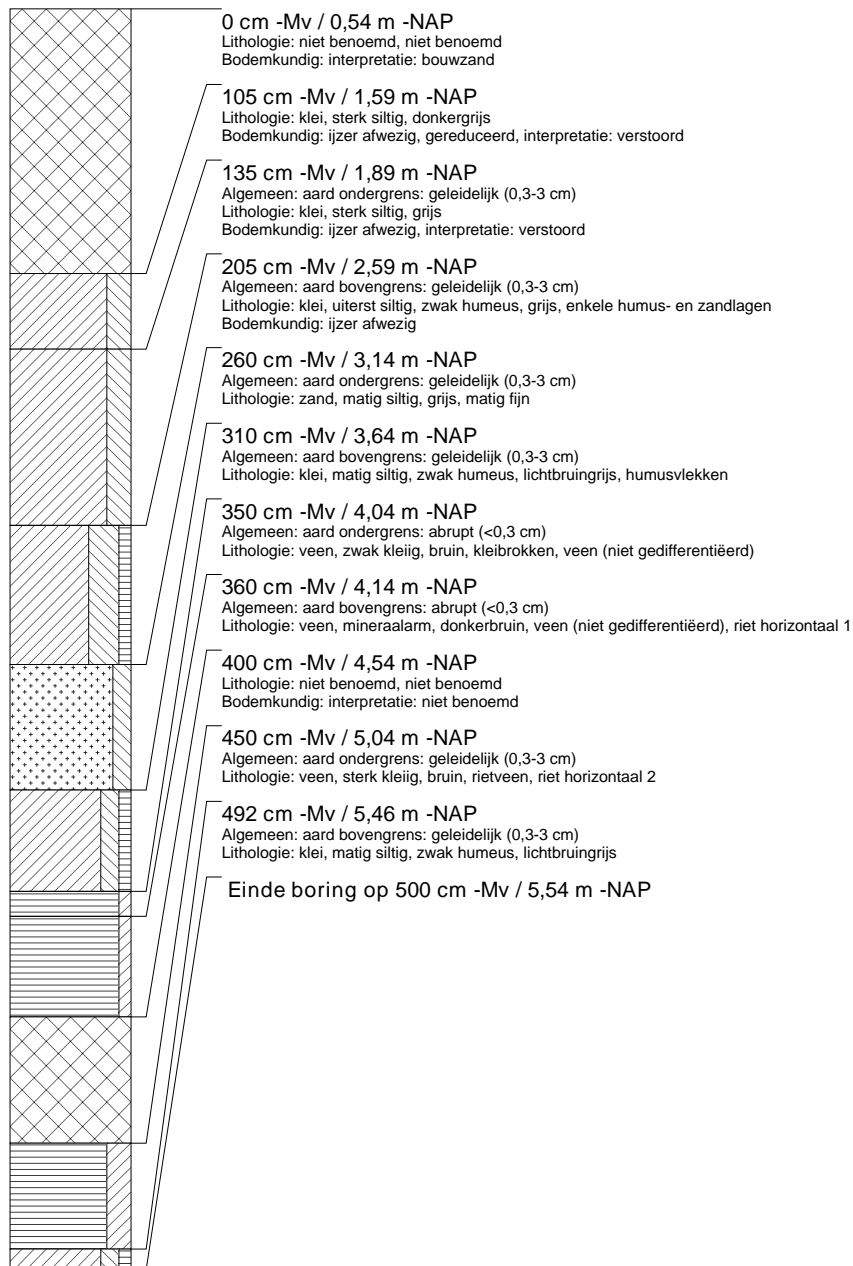 0 cm -Mv / 0,54 m -NAP
Lithologie: niet benoemd, niet benoemd
Bodemkundig: interpretatie: bouwzand
105 cm -Mv / 1,59 m -NAP
Lithologie: klei, sterk siltig, donkergrijs
Bodemkundig: ijzer afwezig, gereduceerd, interpretatie: verstoord
135 cm -Mv / 1,89 m -NAP
Algemeen: aard ondergrens: geleidelijk (0,3-3 cm)
Lithologie: klei, sterk siltig, grijs
Bodemkundig: ijzer afwezig, interpretatie: verstoord
205 cm -Mv / 2,59 m -NAP
Algemeen: aard bovengrens: geleidelijk (0,3-3 cm)
Lithologie: klei, uiterst siltig, zwak humeus, grijs, enkele humus- en zandlagen
Bodemkundig: ijzer afwezig
260 cm -Mv / 3,14 m -NAP
Algemeen: aard ondergrens: geleidelijk (0,3-3 cm)
Lithologie: zand, matig siltig, grijs, matig fijn
310 cm -Mv / 3,64 m -NAP
Algemeen: aard bovengrens: geleidelijk (0,3-3 cm)
Lithologie: klei, matig siltig, zwak humeus, lichtbruingrijs, humusvlekken
350 cm -Mv / 4,04 m -NAP
Algemeen: aard ondergrens: abrupt (<0,3 cm)
Lithologie: veen, zwak kleiig, bruin, kleibrokken, veen (niet gedifferentiëerd)
360 cm -Mv / 4,14 m -NAP
Algemeen: aard bovengrens: abrupt (<0,3 cm)
Lithologie: veen, mineraalarm, donkerbruin, veen (niet gedifferentiëerd), riet horizontaal 1
400 cm -Mv / 4,54 m -NAP
Lithologie: niet benoemd, niet benoemd
Bodemkundig: interpretatie: niet benoemd
450 cm -Mv / 5,04 m -NAP
Algemeen: aard ondergrens: geleidelijk (0,3-3 cm)
Lithologie: veen, sterk kleiig, bruin, rietveen, riet horizontaal 2
492 cm -Mv / 5,46 m -NAP
Algemeen: aard bovengrens: geleidelijk (0,3-3 cm)
Lithologie: klei, matig siltig, zwak humeus, lichtbruingrijs
Einde boring op 500 cm -Mv / 5,54 m -NAP